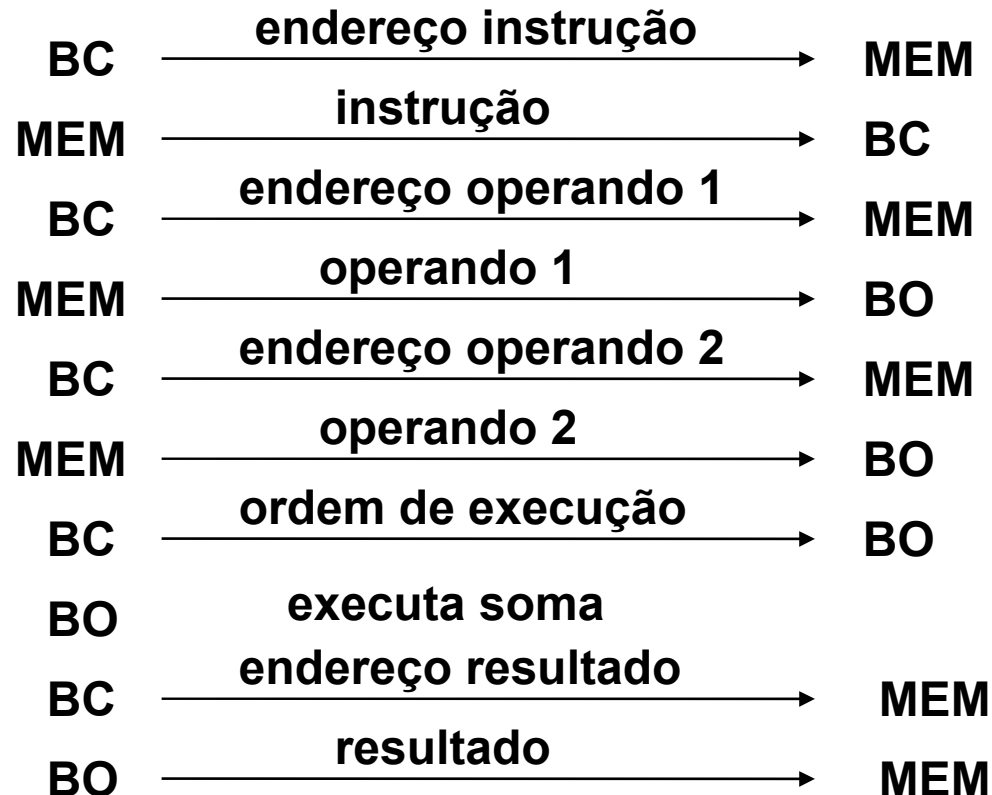 BC endereço instrução MEM
MEM instrução BC
BC endereço operando 1 MEM
MEM operando 1 BO
BC endereço operando 2 MEM
MEM operando 2 BO
BC ordem de execução BO
BO executa soma
BC endereço resultado MEM
BO resultado MEM